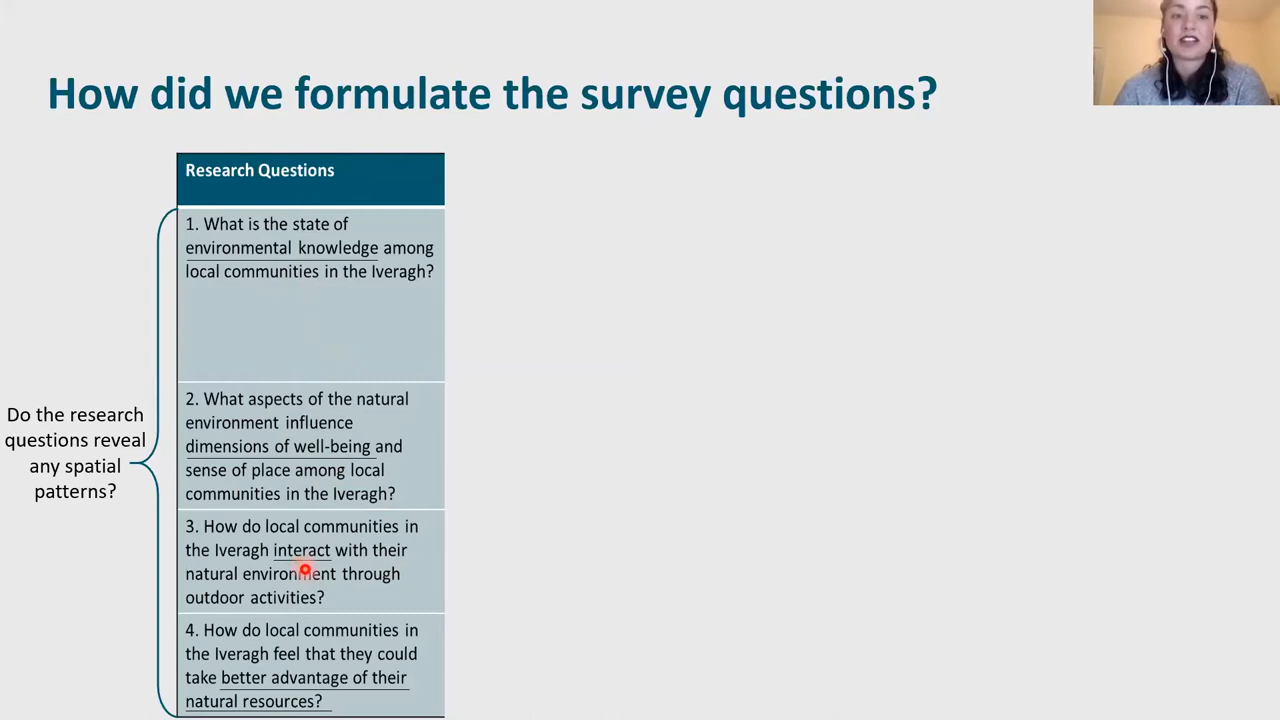 How did we formulate the survey questions?
Research Questions
1. What is the state of
environmental knowledge among
local communities in the Iveragh?
2. What aspects of the natural
environment influence
dimensions of well-being and
sense of place among local
communities in the Iveragh?
3. How do local communities in
the Iveragh interact with their
natural environment through
outdoor activities?
4. How do local communities in
the Iveragh feel that they could
take better advantage of their
natural resources?
Do the research
questions reveal
any spatial
patterns?